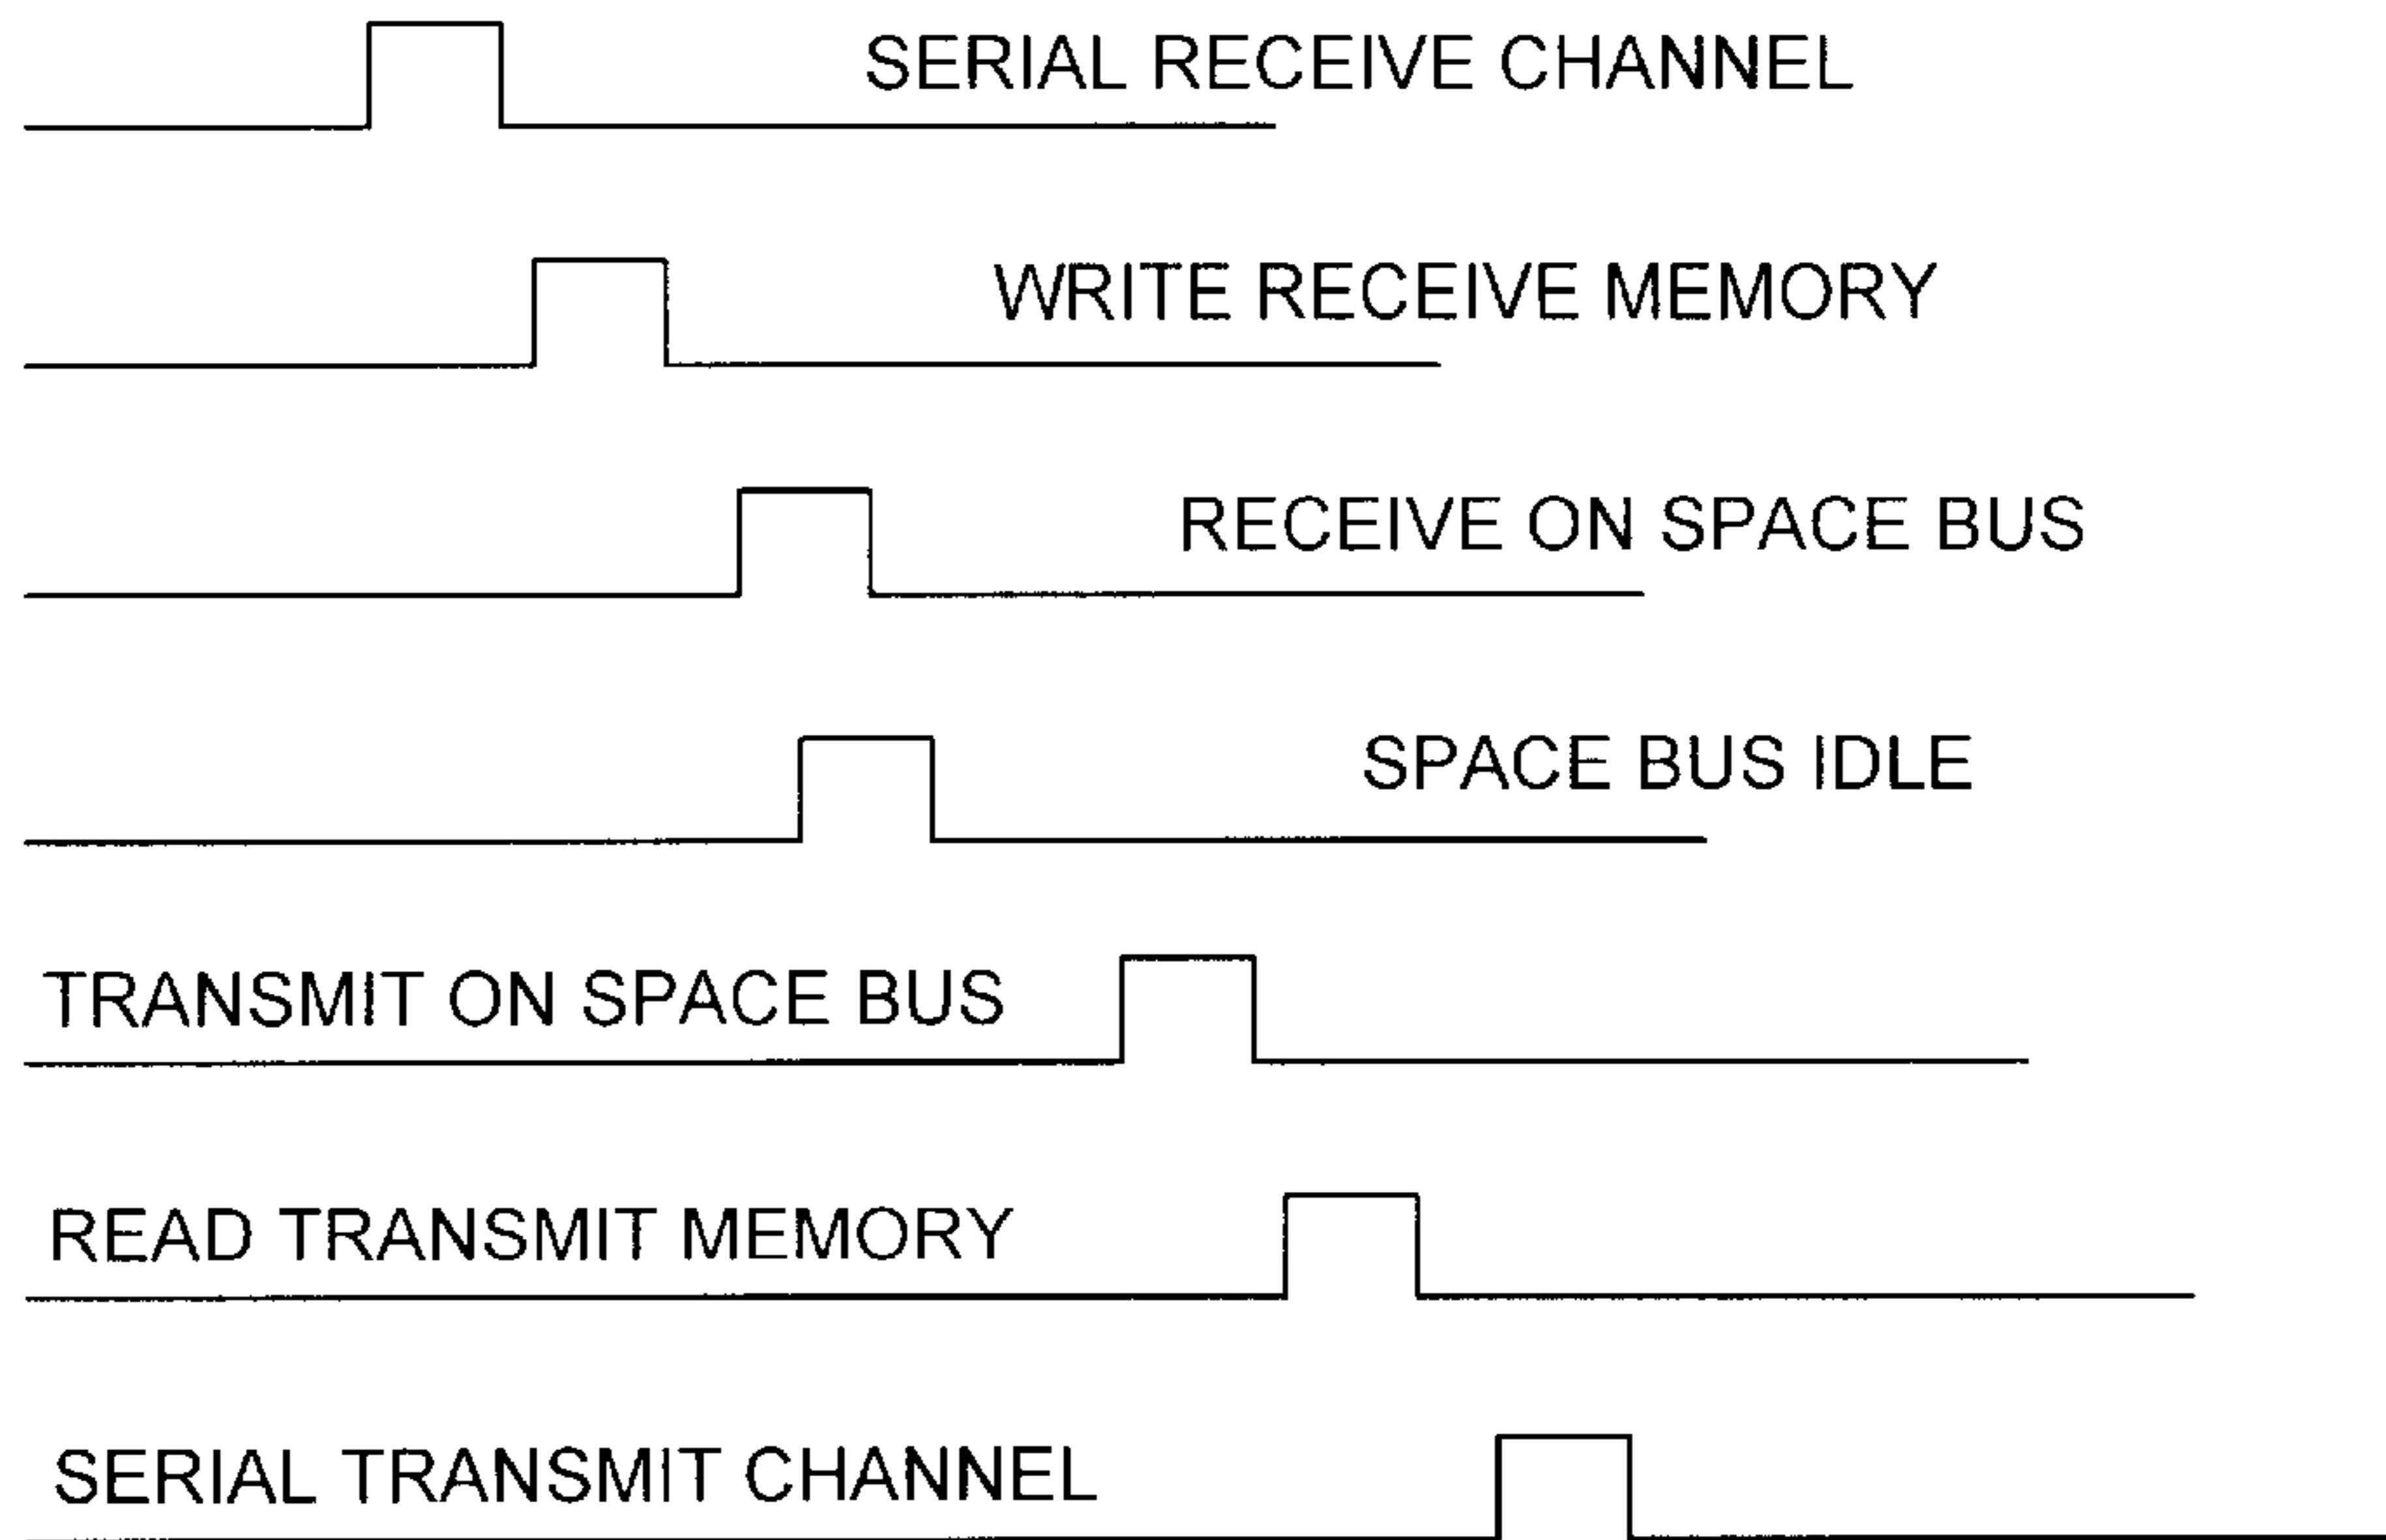 SERIAL RECEIVE CHANNEL
WRITE RECEIVE MEMORY
RECEIVE ON SPACE BUS
SPACE BUS IDLE
TRANSMIT ON SPACE BUS
READ TRANSMIT MEMORY
SERIAL TRANSMIT CHANNEL